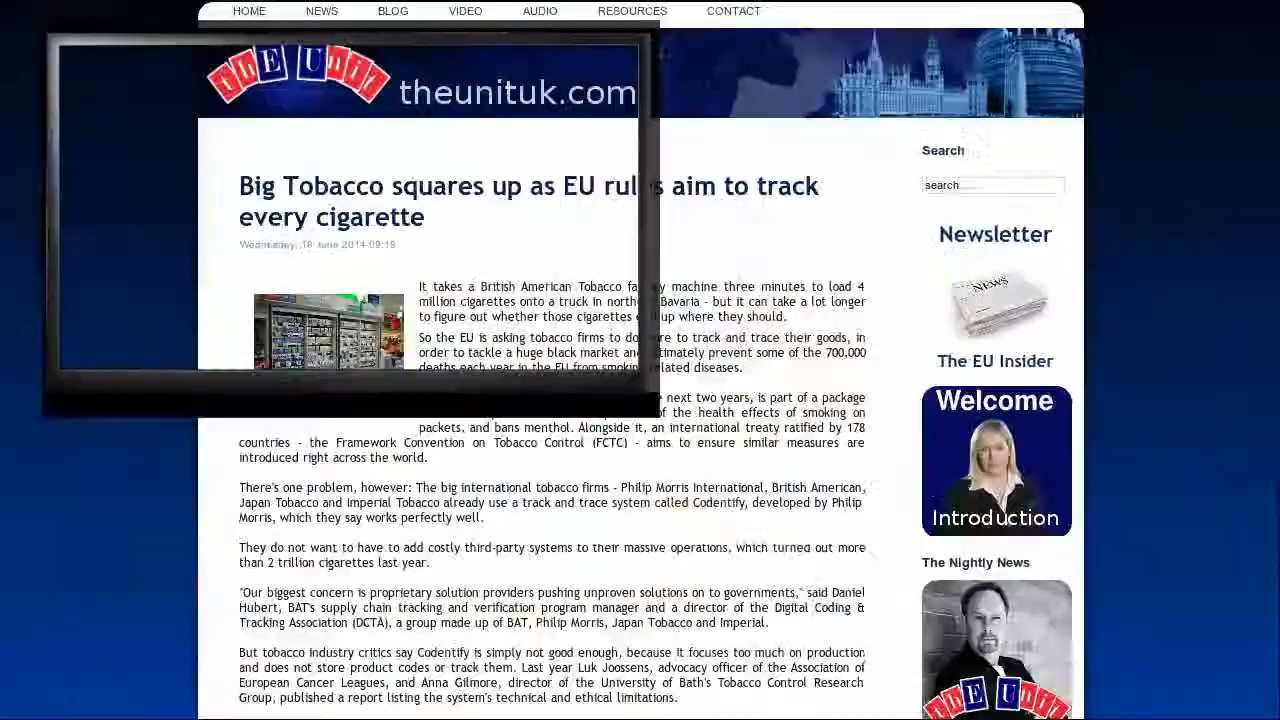 HOME NEWS BLOG VIDEO AUDIO RESOURCES CONTACT
thE Unit
theunituk.com
Search
search
Big Tobacco squares up as EU rules aim to track
every cigarette
Wednesday, 18 June 2014 09:19
It takes a British American Tobacco machine three minutes to load 4
million cigarettes onto a truck in Bavaria - but it can take a lot longer
to figure out whether those cigarettes up where they should.
So the EU is asking tobacco firms to to track and trace their goods, in
order to tackle a huge black market and prevent some of the 700,000
deaths each year in the EU from diseases.
next two years, is part of a package
of the health effects of smoking on
packets, and bans menthol. Alongside it, an international treaty ratified by 178
countries - the Framework Convention on Tobacco Control (FCTC) - aims to ensure similar measures are
introduced right across the world.
There's one problem, however: The big international tobacco firms - Philip Morris International, British American,
Japan Tobacco and Imperial Tobacco already use a track and trace system called Codentify, developed by Philip
Morris, which they say works perfectly well.
They do not want to have to add costly third-party systems to their massive operations, which turned out more
than 2 trillion cigarettes last year.
"Our biggest concern is proprietary solution providers pushing unproven solutions on to governments," said Daniel
Hubert, BAT's supply chain tracking and verification program manager and a director of the Digital Coding &
Tracking Association (DCTA), a group made up of BAT, Philip Morris, Japan Tobacco and Imperial.
But tobacco industry critics say Codentify is simply not good enough, because it focuses too much on production
and does not store product codes or track them. Last year Luk Joossens, advocacy officer of the Association of
European Cancer Leagues, and Anna Gilmore, director of the University of Bath's Tobacco Control Research
Group, published a report listing the system's technical and ethical limitations.
Newsletter
NEWS
The EU Insider
Welcome
Introduction
The Nightly News
thE Unit